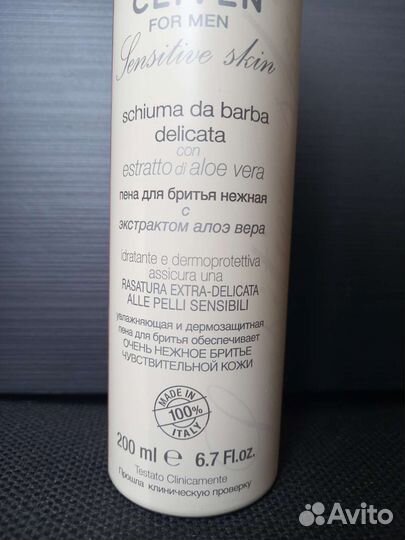 FOR MEN
Sensitive skin
schiuma da barba
delicata
con
estratto di aloe vera
пена для бритья нежная
с
экстрактом алоэ вера
idratante e dermoprotettiva
assicura una
RASATURA EXTRA-DELICATA
ALLE PELLI SENSIBILI
увлажняющая и дермозащитная
пена для бритья обеспечивает
ОЧЕНЬ НЕЖНОЕ БРИТЬЕ
ЧУВСТВИТЕЛЬНОЙ КОЖИ
MADE IN
100%
ITALY
200 ml e 6.7 Fl.oz.
Testato Clinicamente
Прошла клиническую проверку
Avito